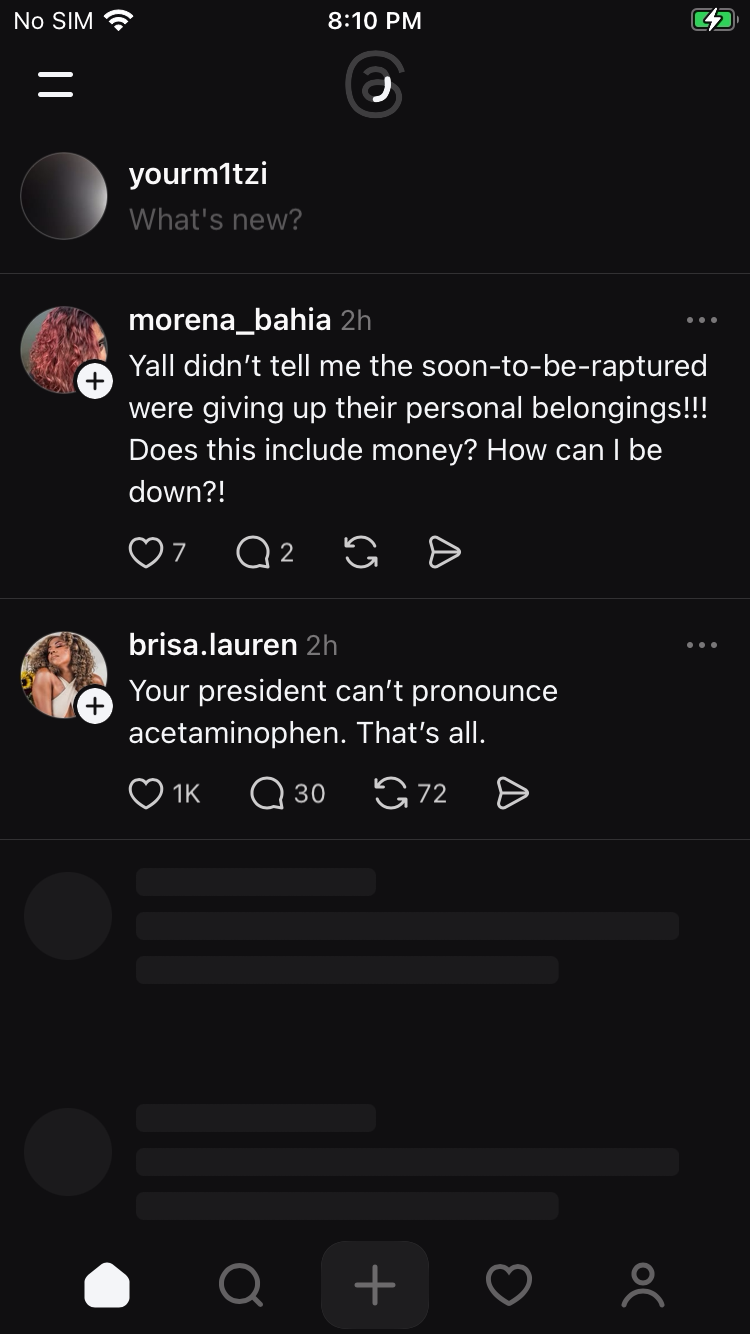 No SIM
8:10 PM
yourm1tzi
What's new?
morena_bahia 2h
Yall didn’t tell me the soon-to-be-raptured
were giving up their personal belongings!!!
Does this include money? How can I be
down?!
7 2
brisa.lauren 2h
Your president can’t pronounce
acetaminophen. That’s all.
1K 30 72